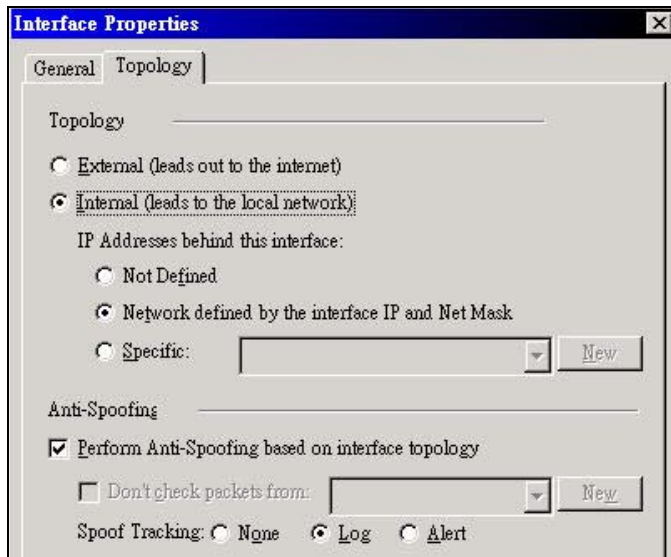 Interface Properties
General Topology
Topology
External (leads out to the internet)
Internal (leads to the local network)
IP Addresses behind this interface:
Not Defined
Network defined by the interface IP and Net Mask
Specific: New
Anti-Spoofing
Perform Anti-Spoofing based on interface topology
Don't check packets from: New
Spoof Tracking: None Log Alert